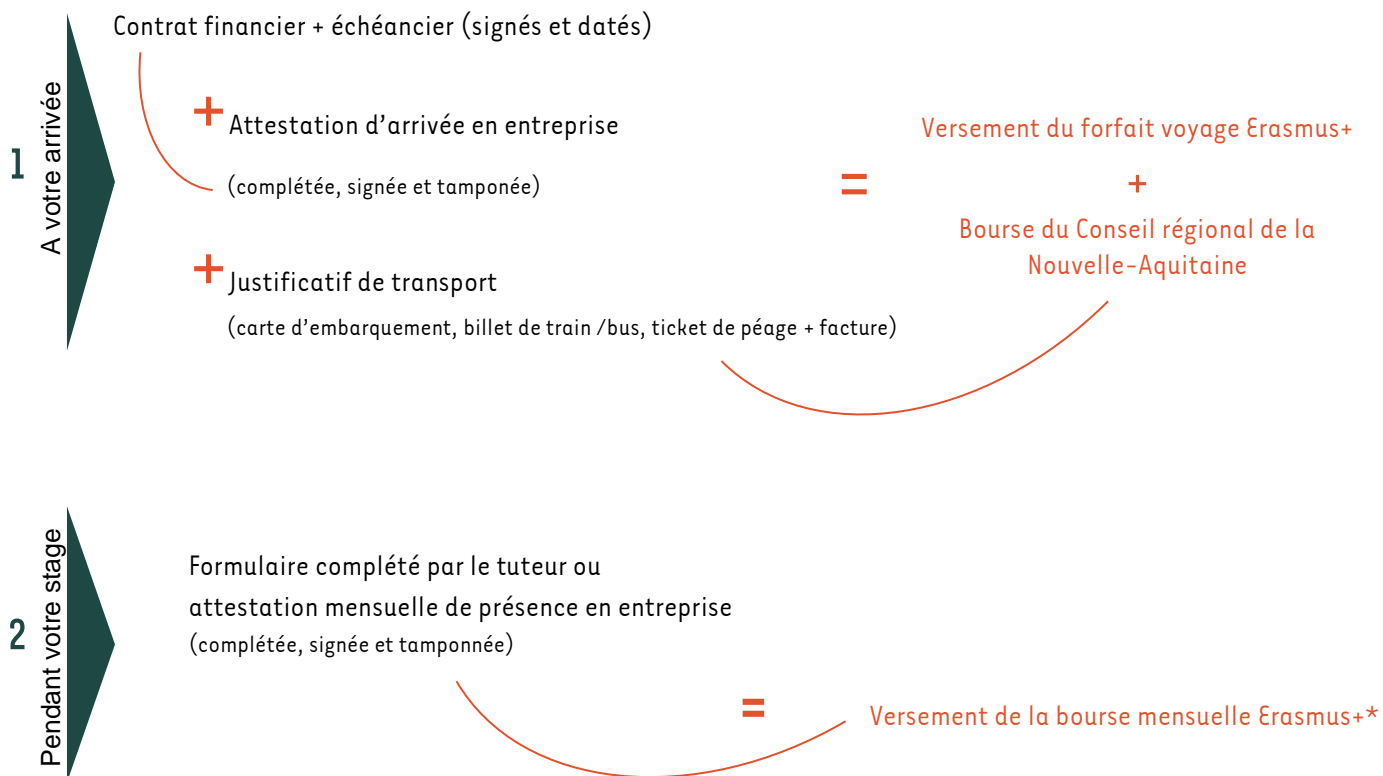 1
A votre arrivée
Contrat financier + échéancier (signés et datés)
+
Attestation d’arrivée en entreprise
(complétée, signée et tamponée)
+
Justificatif de transport
(carte d’embarquement, billet de train /bus, ticket de péage + facture)
=
Versement du forfait voyage Erasmus+
+
Bourse du Conseil régional de la
Nouvelle-Aquitaine
2
Pendant votre stage
Formulaire complété par le tuteur ou
attestation mensuelle de présence en entreprise
(complétée, signée et tamponnée)
=
Versement de la bourse mensuelle Erasmus+*